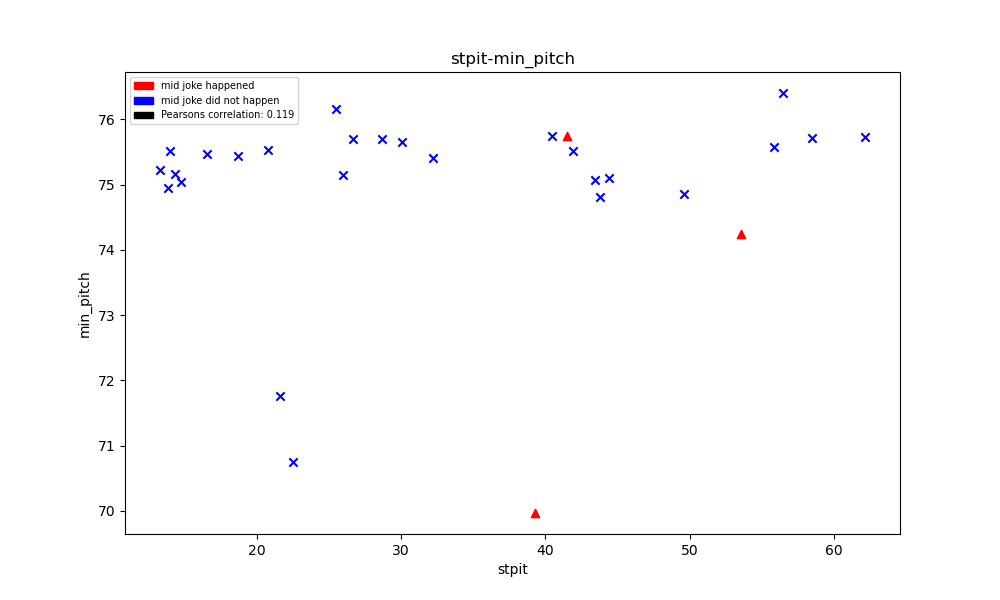 stpit-min_pitch
mid joke happened
mid joke did not happen
Pearsons correlation: 0.119
min_pitch
76
75
74
73
72
71
70
20 30 40 50 60
stpit